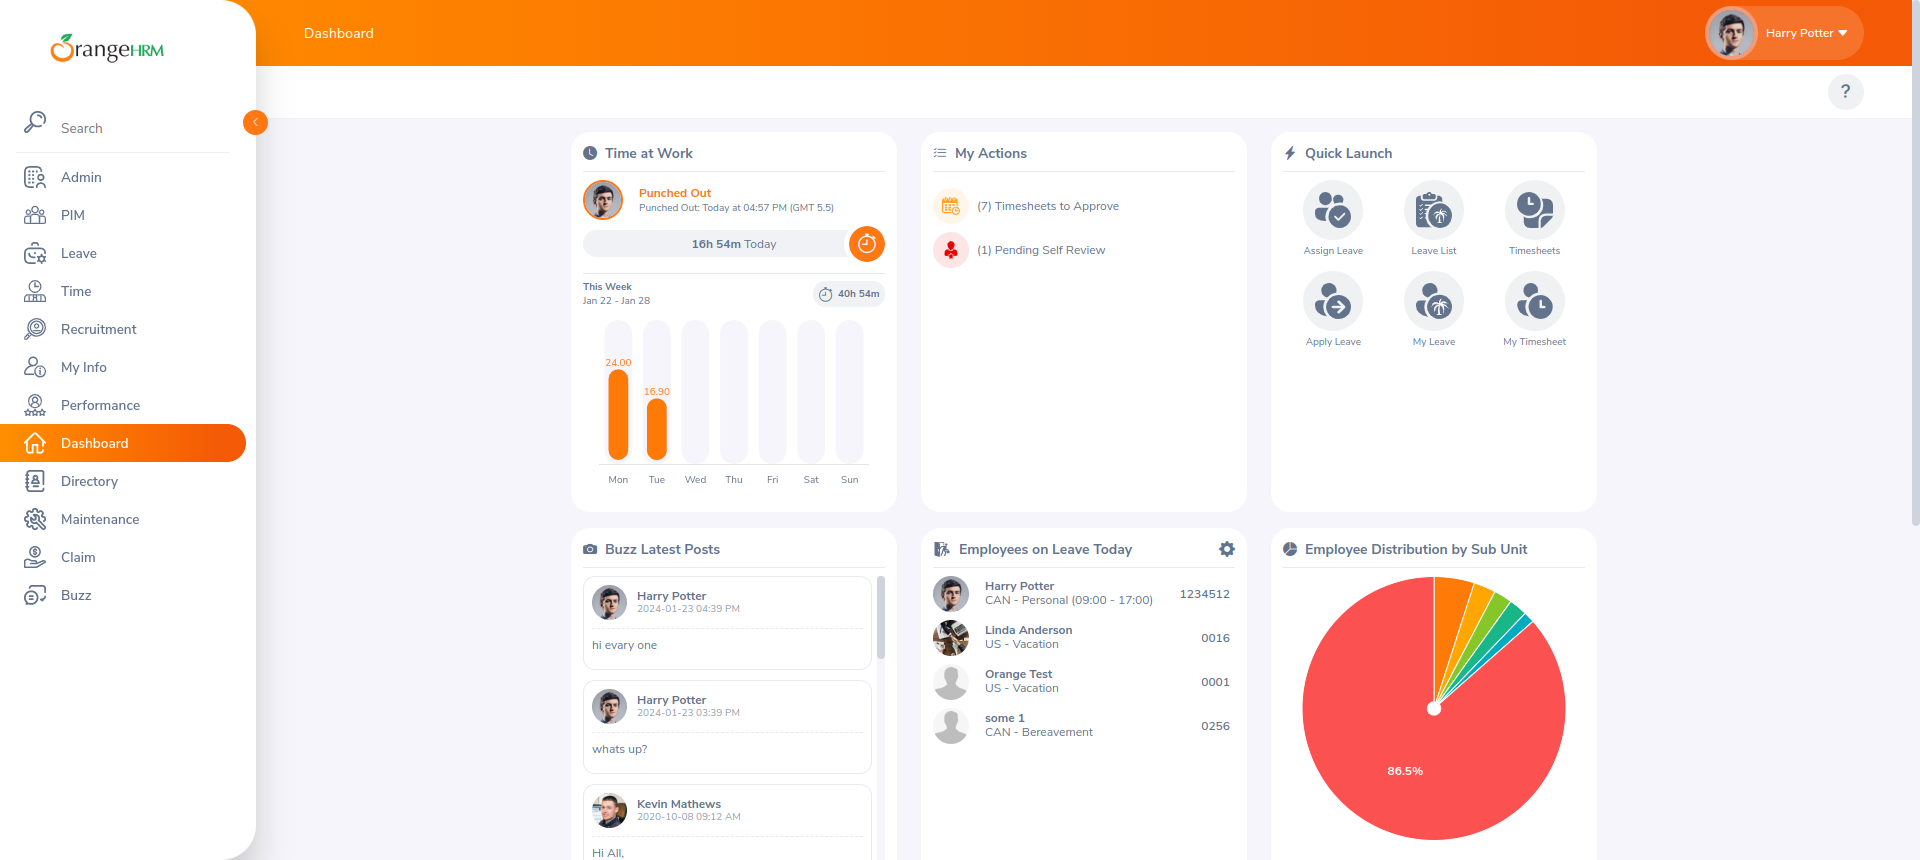 OrangeHRM
Search
Admin
PIM
Leave
Time
Recruitment
My Info
Performance
Dashboard
Directory
Maintenance
Claim
Buzz
Dashboard
Harry Potter
?
Time at Work
Punched Out
Punched Out: Today at 04:57 PM (GMT 5.5)
16h 54m Today
This Week
Jan 22 - Jan 28
40h 54m
24.00
16.90
Mon Tue Wed Thu Fri Sat Sun
My Actions
(7) Timesheets to Approve
(1) Pending Self Review
Quick Launch
Assign Leave Leave List Timesheets
Apply Leave My Leave My Timesheet
Buzz Latest Posts
Harry Potter
2024-01-23 04:39 PM
hi evary one
Harry Potter
2024-01-23 03:39 PM
whats up?
Kevin Mathews
2020-10-08 09:12 AM
Hi All,
Employees on Leave Today
Harry Potter
CAN - Personal (09:00 - 17:00) 1234512
Linda Anderson
US - Vacation 0016
Orange Test
US - Vacation 0001
some 1
CAN - Bereavement 0256
Employee Distribution by Sub Unit
86.5%